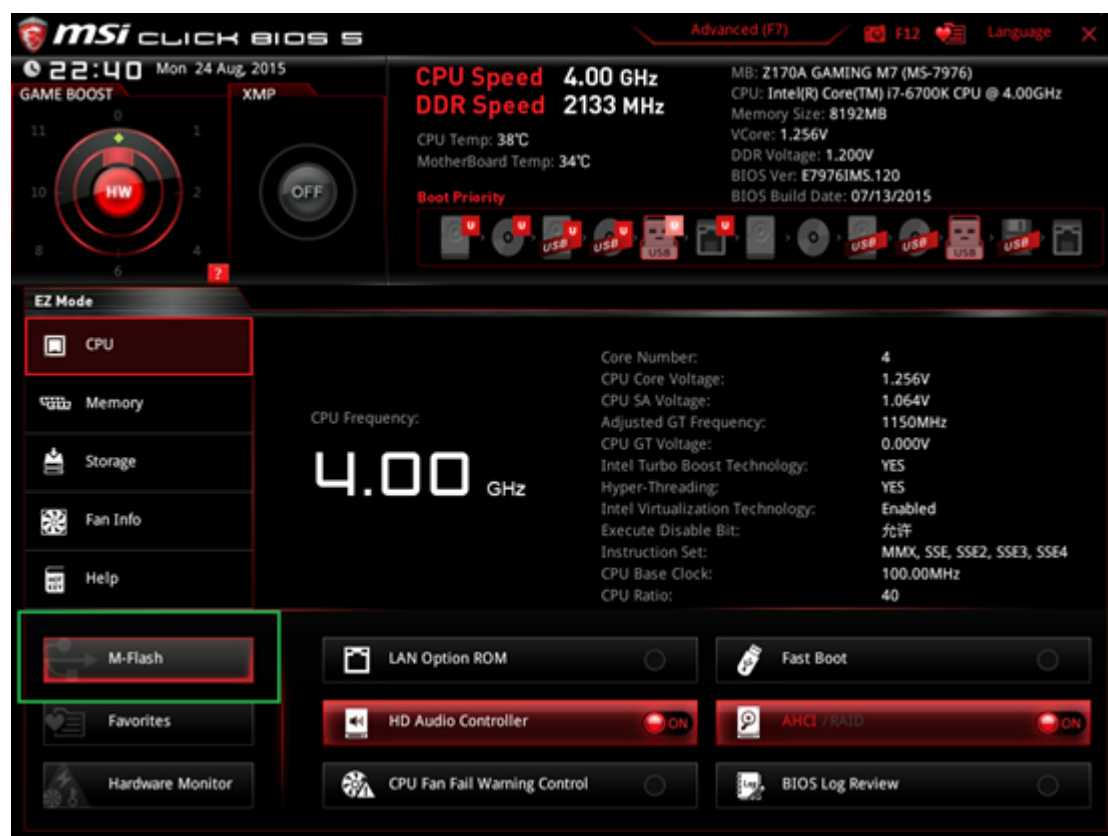 msi CLICK BIOS 5
Advanced (F7)
F12
Language
X
22:40 Mon 24 Aug, 2015
GAME BOOST
XMP
0
1
2
4
6
8
10
11
HW
OFF
?
CPU Speed 4.00 GHz
DDR Speed 2133 MHz
CPU Temp: 38°C
MotherBoard Temp: 34°C
MB: Z170A GAMING M7 (MS-7976)
CPU: Intel(R) Core(TM) i7-6700K CPU @ 4.00GHz
Memory Size: 8192MB
VCore: 1.256V
DDR Voltage: 1.200V
BIOS Ver: E7976IMS.120
BIOS Build Date: 07/13/2015
Boot Priority
U U U USB U USB U USB U USB USB USB USB
EZ Mode
CPU
Memory
Storage
Fan Info
Help
CPU Frequency:
4.00 GHz
Core Number: 4
CPU Core Voltage: 1.256V
CPU SA Voltage: 1.064V
Adjusted GT Frequency: 1150MHz
CPU GT Voltage: 0.000V
Intel Turbo Boost Technology: YES
Hyper-Threading: YES
Intel Virtualization Technology: Enabled
Execute Disable Bit: 允许
Instruction Set: MMX, SSE, SSE2, SSE3, SSE4
CPU Base Clock: 100.00MHz
CPU Ratio: 40
M-Flash
Favorites
Hardware Monitor
LAN Option ROM
Fast Boot
HD Audio Controller ON
AHCI /RAID ON
CPU Fan Fail Warning Control
Log BIOS Log Review